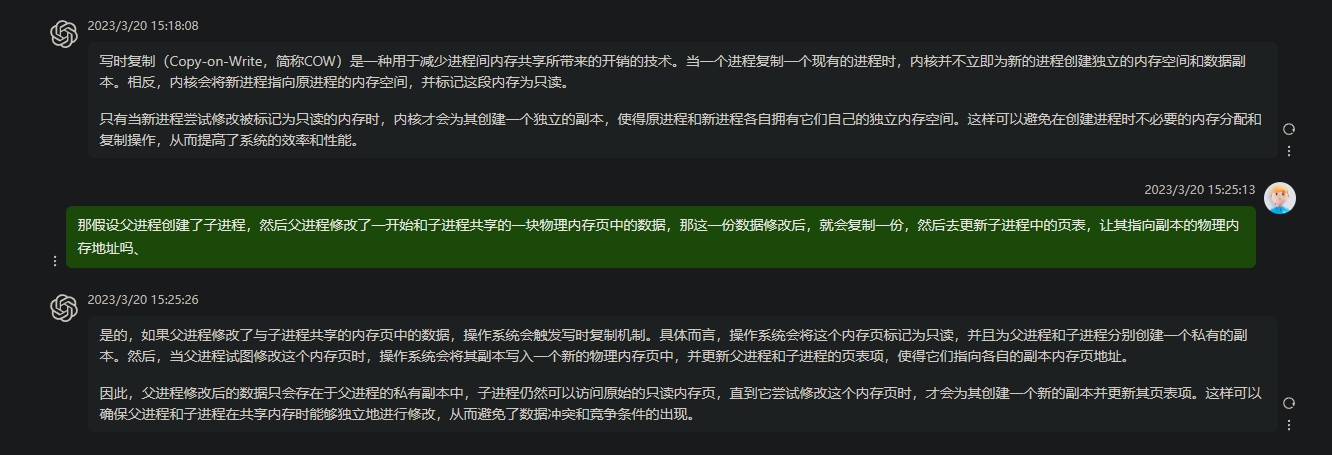 2023/3/20 15:18:08
写时复制（Copy-on-Write，简称COW）是一种用于减少进程间内存共享所带来的开销的技术。当一个进程复制一个现有的进程时，内核并不立即为新的进程创建独立的内存空间和数据副
本。相反，内核会将新进程指向原进程的内存空间，并标记这段内存为只读。
只有当新进程尝试修改被标记为只读的内存时，内核才会为其创建一个独立的副本，使得原进程和新进程各自拥有它们自己的独立内存空间。这样可以避免在创建进程时不必要的内存分配和
复制操作，从而提高了系统的效率和性能。
2023/3/20 15:25:13
那假设父进程创建了子进程，然后父进程修改了一开始和子进程共享的一块物理内存页中的数据，那这一份数据修改后，就会复制一份，然后去更新子进程中的页表，让其指向副本的物理内
存地址吗、
2023/3/20 15:25:26
是的，如果父进程修改了与子进程共享的内存页中的数据，操作系统会触发写时复制机制。具体而言，操作系统会将这个内存页标记为只读，并且为父进程和子进程分别创建一个私有的副
本。然后，当父进程试图修改这个内存页时，操作系统会将其副本写入一个新的物理内存页中，并更新父进程和子进程的页表项，使得它们指向各自的副本内存页地址。
因此，父进程修改后的数据只会存在于父进程的私有副本中，子进程仍然可以访问原始的只读内存页，直到它尝试修改这个内存页时，才会为其创建一个新的副本并更新其页表项。这样可以
确保父进程和子进程在共享内存时能够独立地进行修改，从而避免了数据冲突和竞争条件的出现。